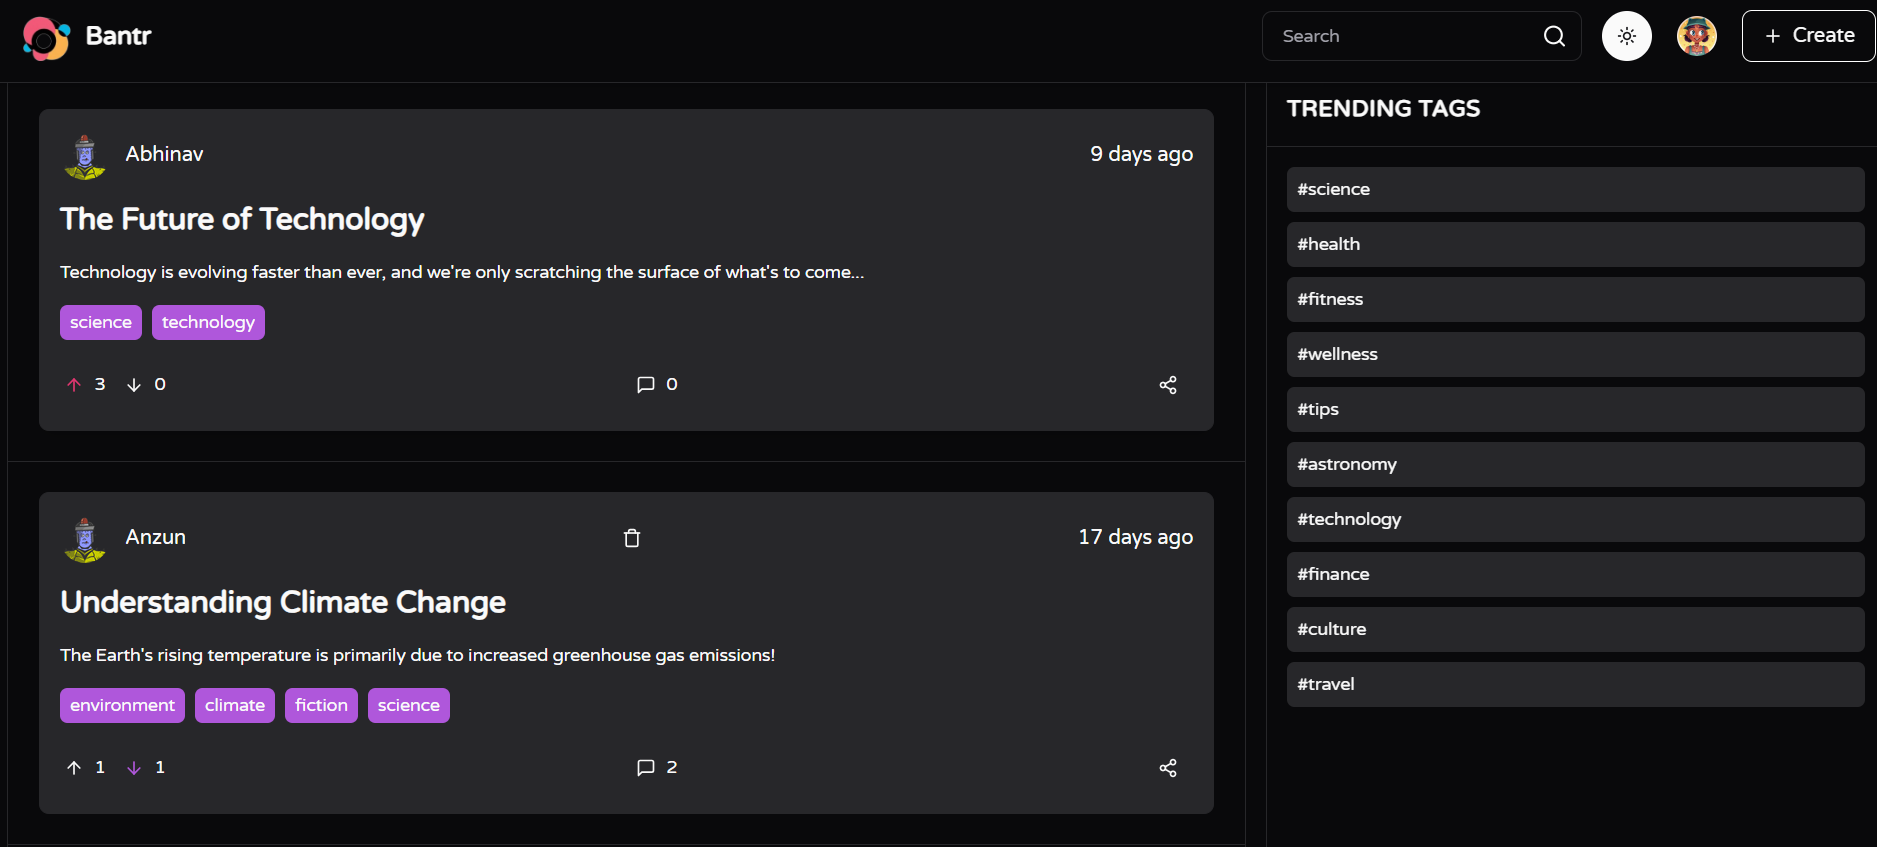 Bantr
Search
+ Create
Abhinav
9 days ago
The Future of Technology
Technology is evolving faster than ever, and we're only scratching the surface of what's to come...
science technology
3 0 0
Anzun
17 days ago
Understanding Climate Change
The Earth's rising temperature is primarily due to increased greenhouse gas emissions!
environment climate fiction science
1 1 2
TRENDING TAGS
#science
#health
#fitness
#wellness
#tips
#astronomy
#technology
#finance
#culture
#travel